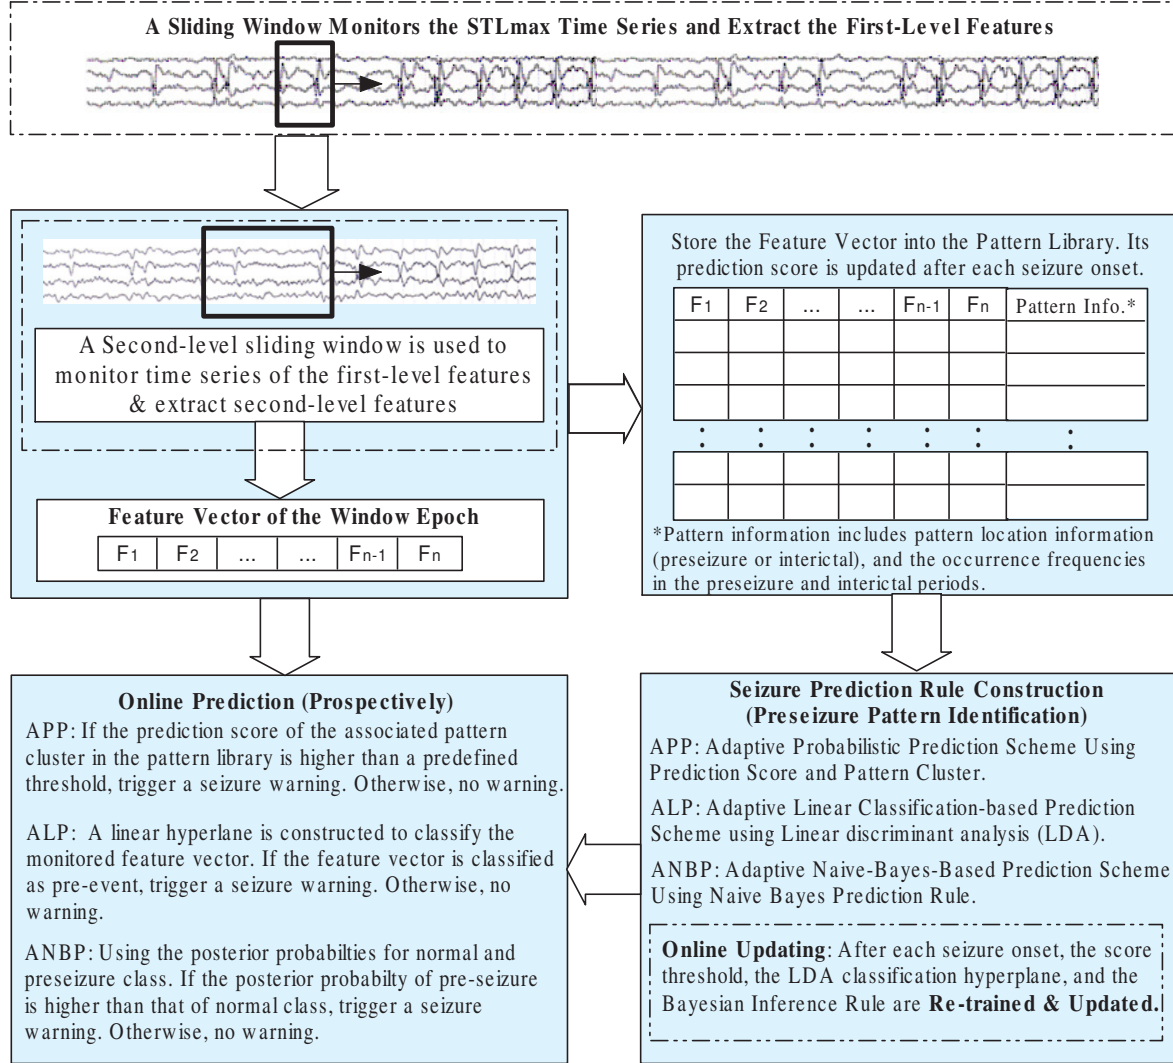 A Sliding Window Monitors the STLmax Time Series and Extract the First-Level Features
A Second-level sliding window is used to
monitor time series of the first-level features
& extract second-level features
Feature Vector of the Window Epoch
F1 F2 ... ... Fn-1 Fn
Store the Feature Vector into the Pattern Library. Its
prediction score is updated after each seizure onset.
F1 F2 ... ... Fn-1 Fn Pattern Info.*
: : : : : : :
*Pattern information includes pattern location information
(preseizure or interictal), and the occurrence frequencies
in the preseizure and interictal periods.
Online Prediction (Prospectively)
APP: If the prediction score of the associated pattern
cluster in the pattern library is higher than a predefined
threshold, trigger a seizure warning. Otherwise, no warning.
ALP: A linear hyperlane is constructed to classify the
monitored feature vector. If the feature vector is classified
as pre-event, trigger a seizure warning. Otherwise, no
warning.
ANBP: Using the posterior probabilties for normal and
preseizure class. If the posterior probabilty of pre-seizure
is higher than that of normal class, trigger a seizure
warning. Otherwise, no warning.
Seizure Prediction Rule Construction
(Preseizure Pattern Identification)
APP: Adaptive Probabilistic Prediction Scheme Using
Prediction Score and Pattern Cluster.
ALP: Adaptive Linear Classification-based Prediction
Scheme using Linear discriminant analysis (LDA).
ANBP: Adaptive Naive-Bayes-Based Prediction Scheme
Using Naive Bayes Prediction Rule.
Online Updating: After each seizure onset, the score
threshold, the LDA classification hyperplane, and the
Bayesian Inference Rule are Re-trained & Updated.